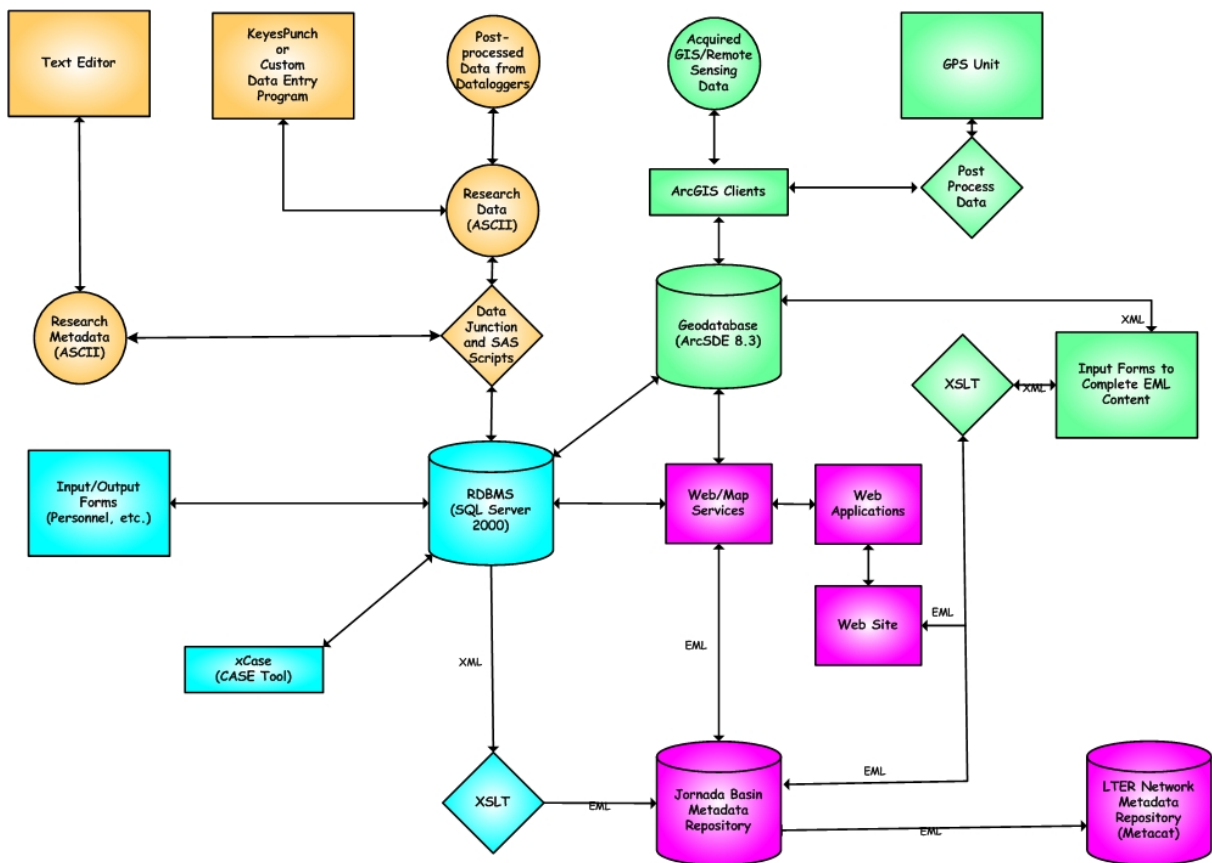 Text Editor
KeyesPunch
or
Custom
Data Entry
Program
Post-
processed
Data from
Dataloggers
Acquired
GIS/Remote
Sensing
Data
GPS Unit
Research
Data
(ASCII)
ArcGIS Clients
Post
Process
Data
Research
Metadata
(ASCII)
Data
Junction
and SAS
Scripts
Geodatabase
(ArcSDE 8.3)
XML
XSLT
XML
Input Forms to
Complete EML
Content
Input/Output
Forms
(Personnel, etc.)
RDBMS
(SQL Server
2000)
Web/Map
Services
Web
Applications
Web Site
EML
EML
xCase
(CASE Tool)
XML
XSLT
EML
Jornada Basin
Metadata
Repository
EML
EML
LTER Network
Metadata
Repository
(Metacat)